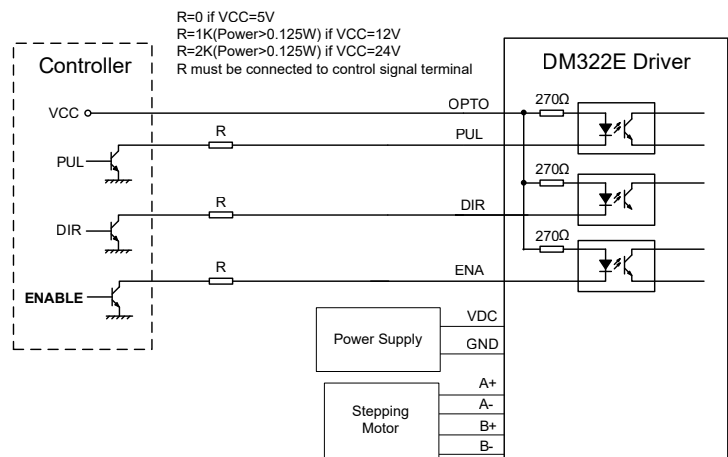 R=0 if VCC=5V
R=1K(Power>0.125W) if VCC=12V
R=2K(Power>0.125W) if VCC=24V
R must be connected to control signal terminal
Controller
DM322E Driver
VCC
OPTO
270Ω
R
PUL
PUL
270Ω
R
DIR
DIR
270Ω
R
ENA
ENABLE
VDC
Power Supply
GND
A+
A-
Stepping
Motor
B+
B-